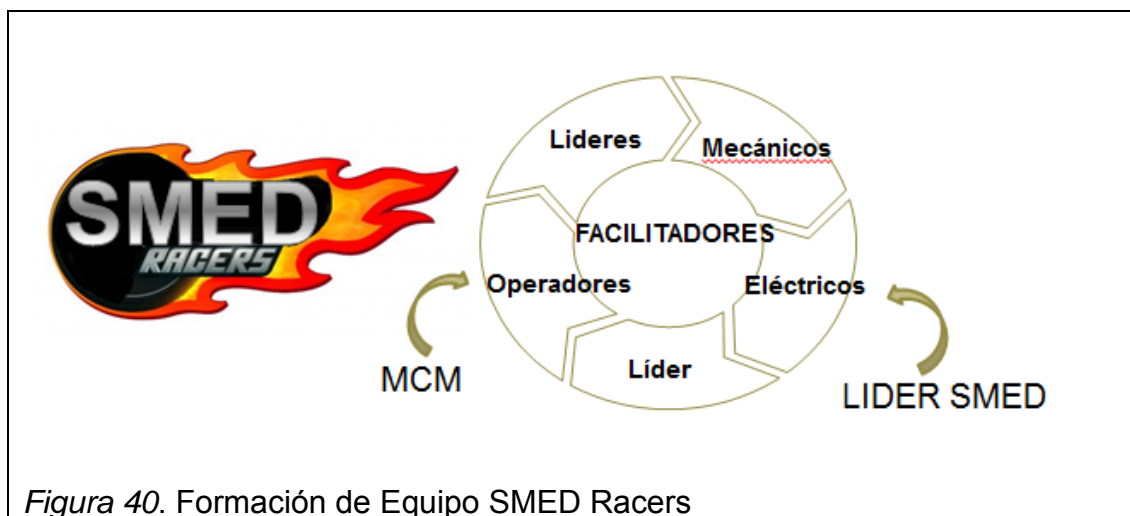 SMED
RACERS
Lideres
Mecánicos
FACILITADORES
Operadores
Eléctricos
Líder
MCM
LIDER SMED
Figura 40. Formación de Equipo SMED Racers